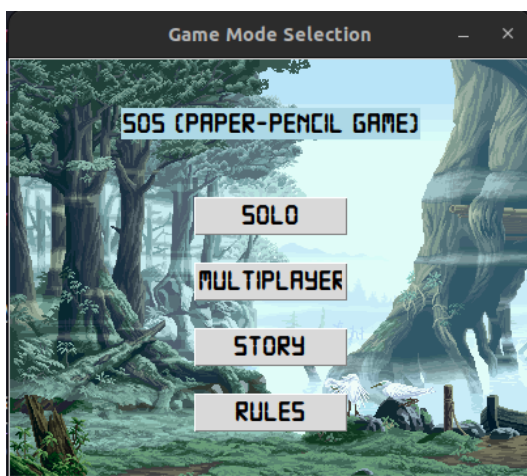 Game Mode Selection
SOS (PAPER-PENCIL GAME)
SOLO
MULTIPLAYER
STORY
RULES